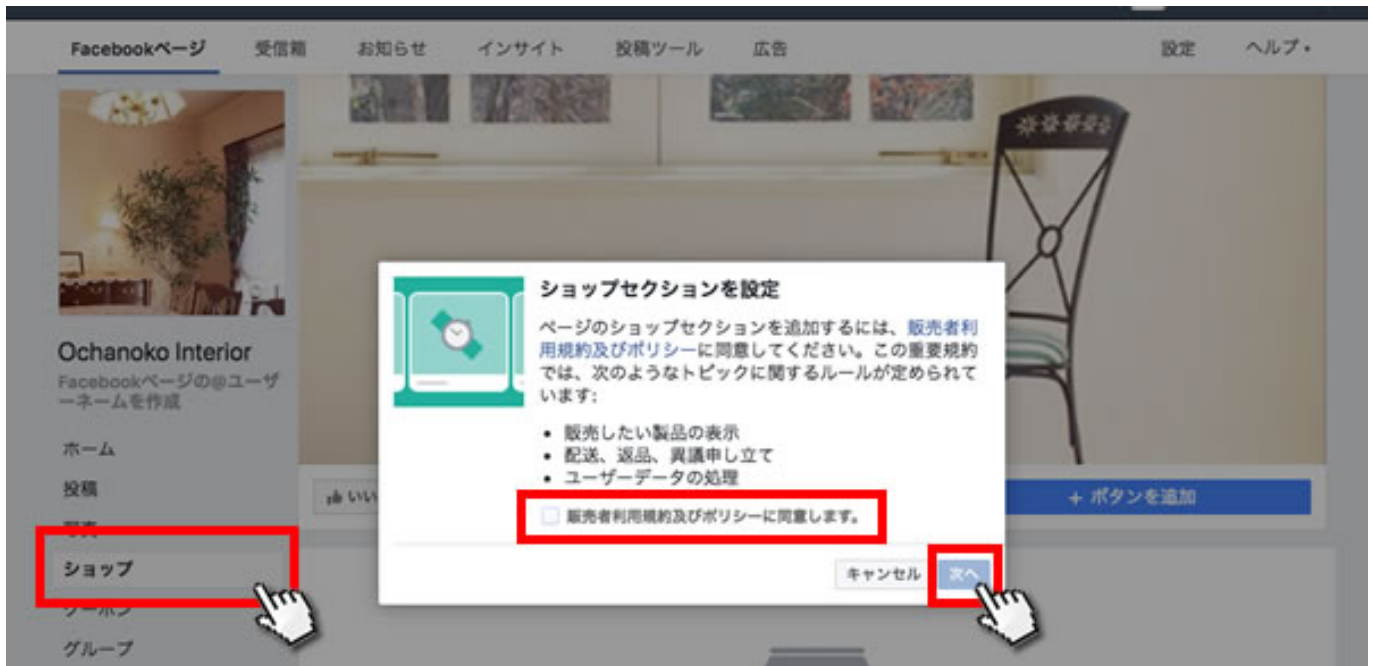 Facebookページ 受信箱 お知らせ インサイト 投稿ツール 広告 設定 ヘルプ
Ochanoko Interior
Facebookページの@ユーザ
ーネームを作成
ホーム
投稿
写真
ショップ
クーポン
グループ
ショップセクションを設定
ページのショップセクションを追加するには、販売者利
用規約及びポリシーに同意してください。この重要規約
では、次のようなトピックに関するルールが定められて
います:
• 販売したい製品の表示
• 配送、返品、異議申し立て
• ユーザーデータの処理
販売者利用規約及びポリシーに同意します。
キャンセル 次へ
いい
+ ボタンを追加